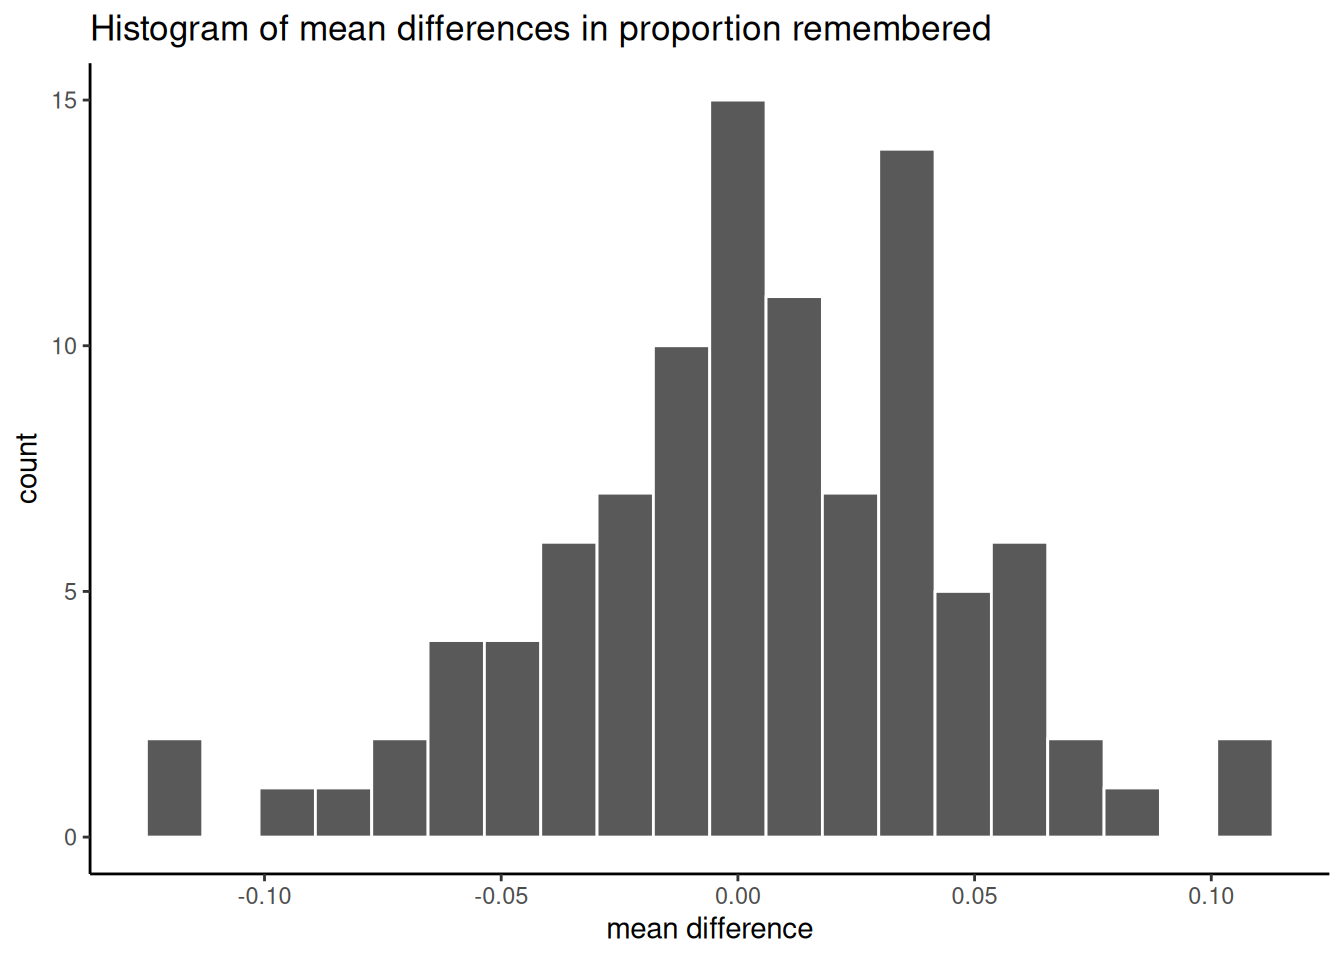 Histogram of mean differences in proportion remembered
15
10
5
0
count
-0.10 -0.05 0.00 0.05 0.10
mean difference